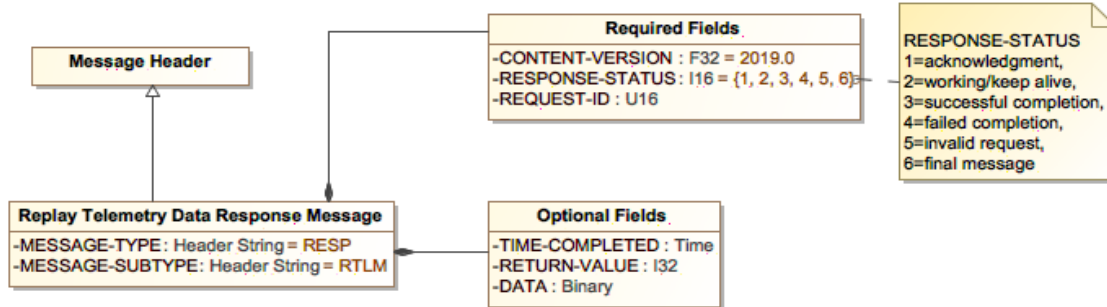 Message Header
Required Fields
-CONTENT-VERSION : F32 = 2019.0
-RESPONSE-STATUS: I16 = {1, 2, 3, 4, 5, 6}
-REQUEST-ID : U16
RESPONSE-STATUS
1=acknowledgment,
2=working/keep alive,
3=successful completion,
4=failed completion,
5=invalid request,
6=final message
Replay Telemetry Data Response Message
-MESSAGE-TYPE: Header String = RESP
-MESSAGE-SUBTYPE: Header String = RTLM
Optional Fields
-TIME-COMPLETED : Time
-RETURN-VALUE : I32
-DATA : Binary